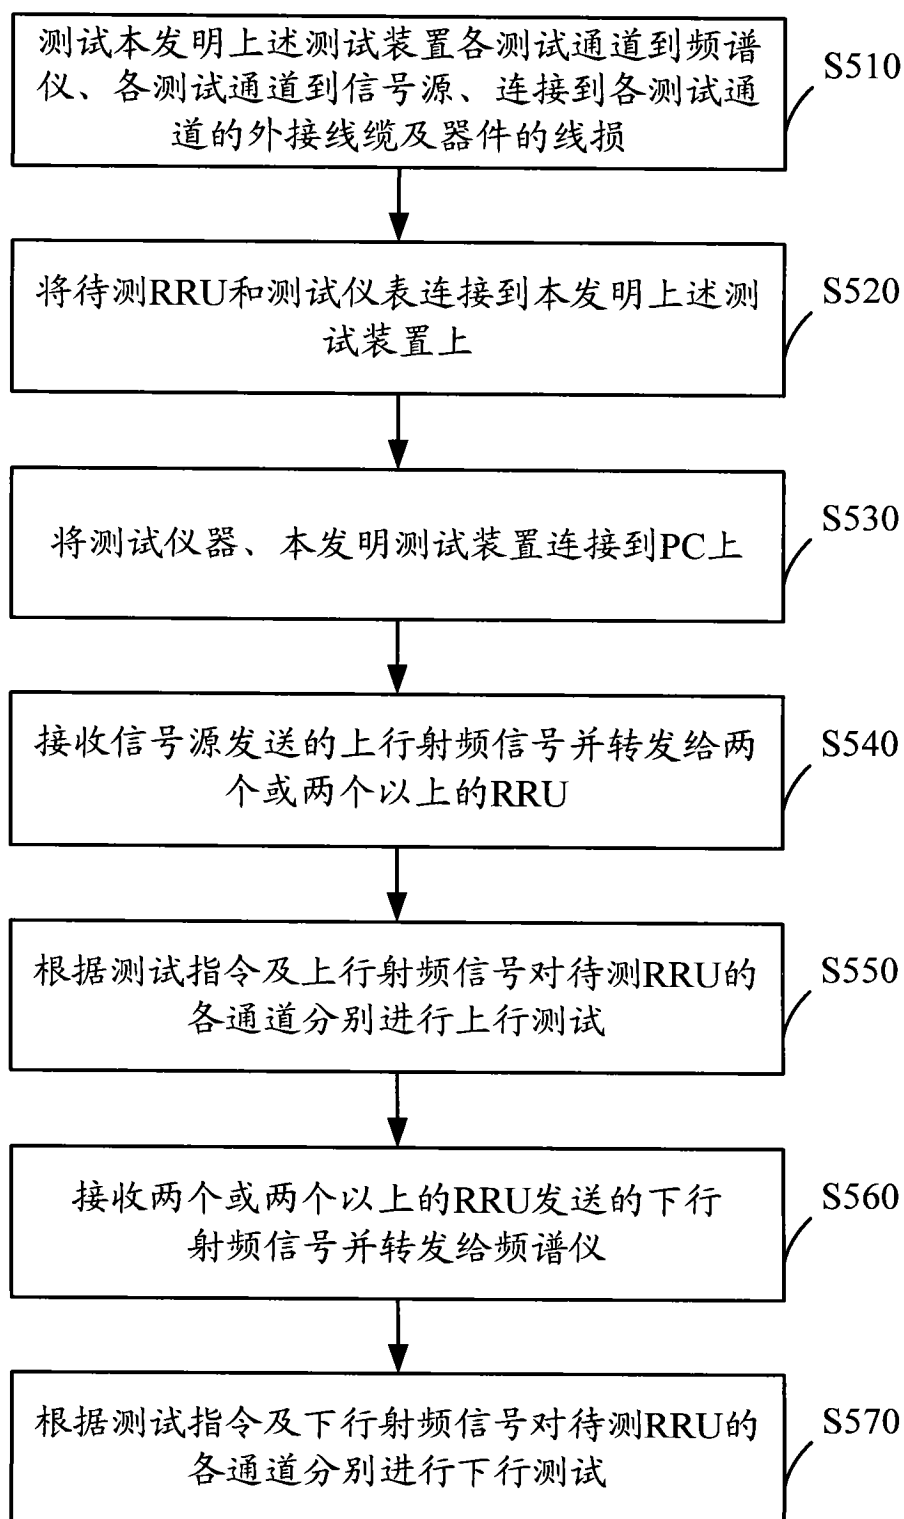 测试本发明上述测试装置各测试通道到频谱
仪、各测试通道到信号源、连接到各测试通
道的外接线缆及器件的线损
S510
将待测RRU和测试仪表连接到本发明上述测
试装置上
S520
将测试仪器、本发明测试装置连接到PC上
S530
接收信号源发送的上行射频信号并转发给两
个或两个以上的RRU
S540
根据测试指令及上行射频信号对待测RRU的
各通道分别进行上行测试
S550
接收两个或两个以上的RRU发送的下行
射频信号并转发给频谱仪
S560
根据测试指令及下行射频信号对待测RRU的
各通道分别进行下行测试
S570